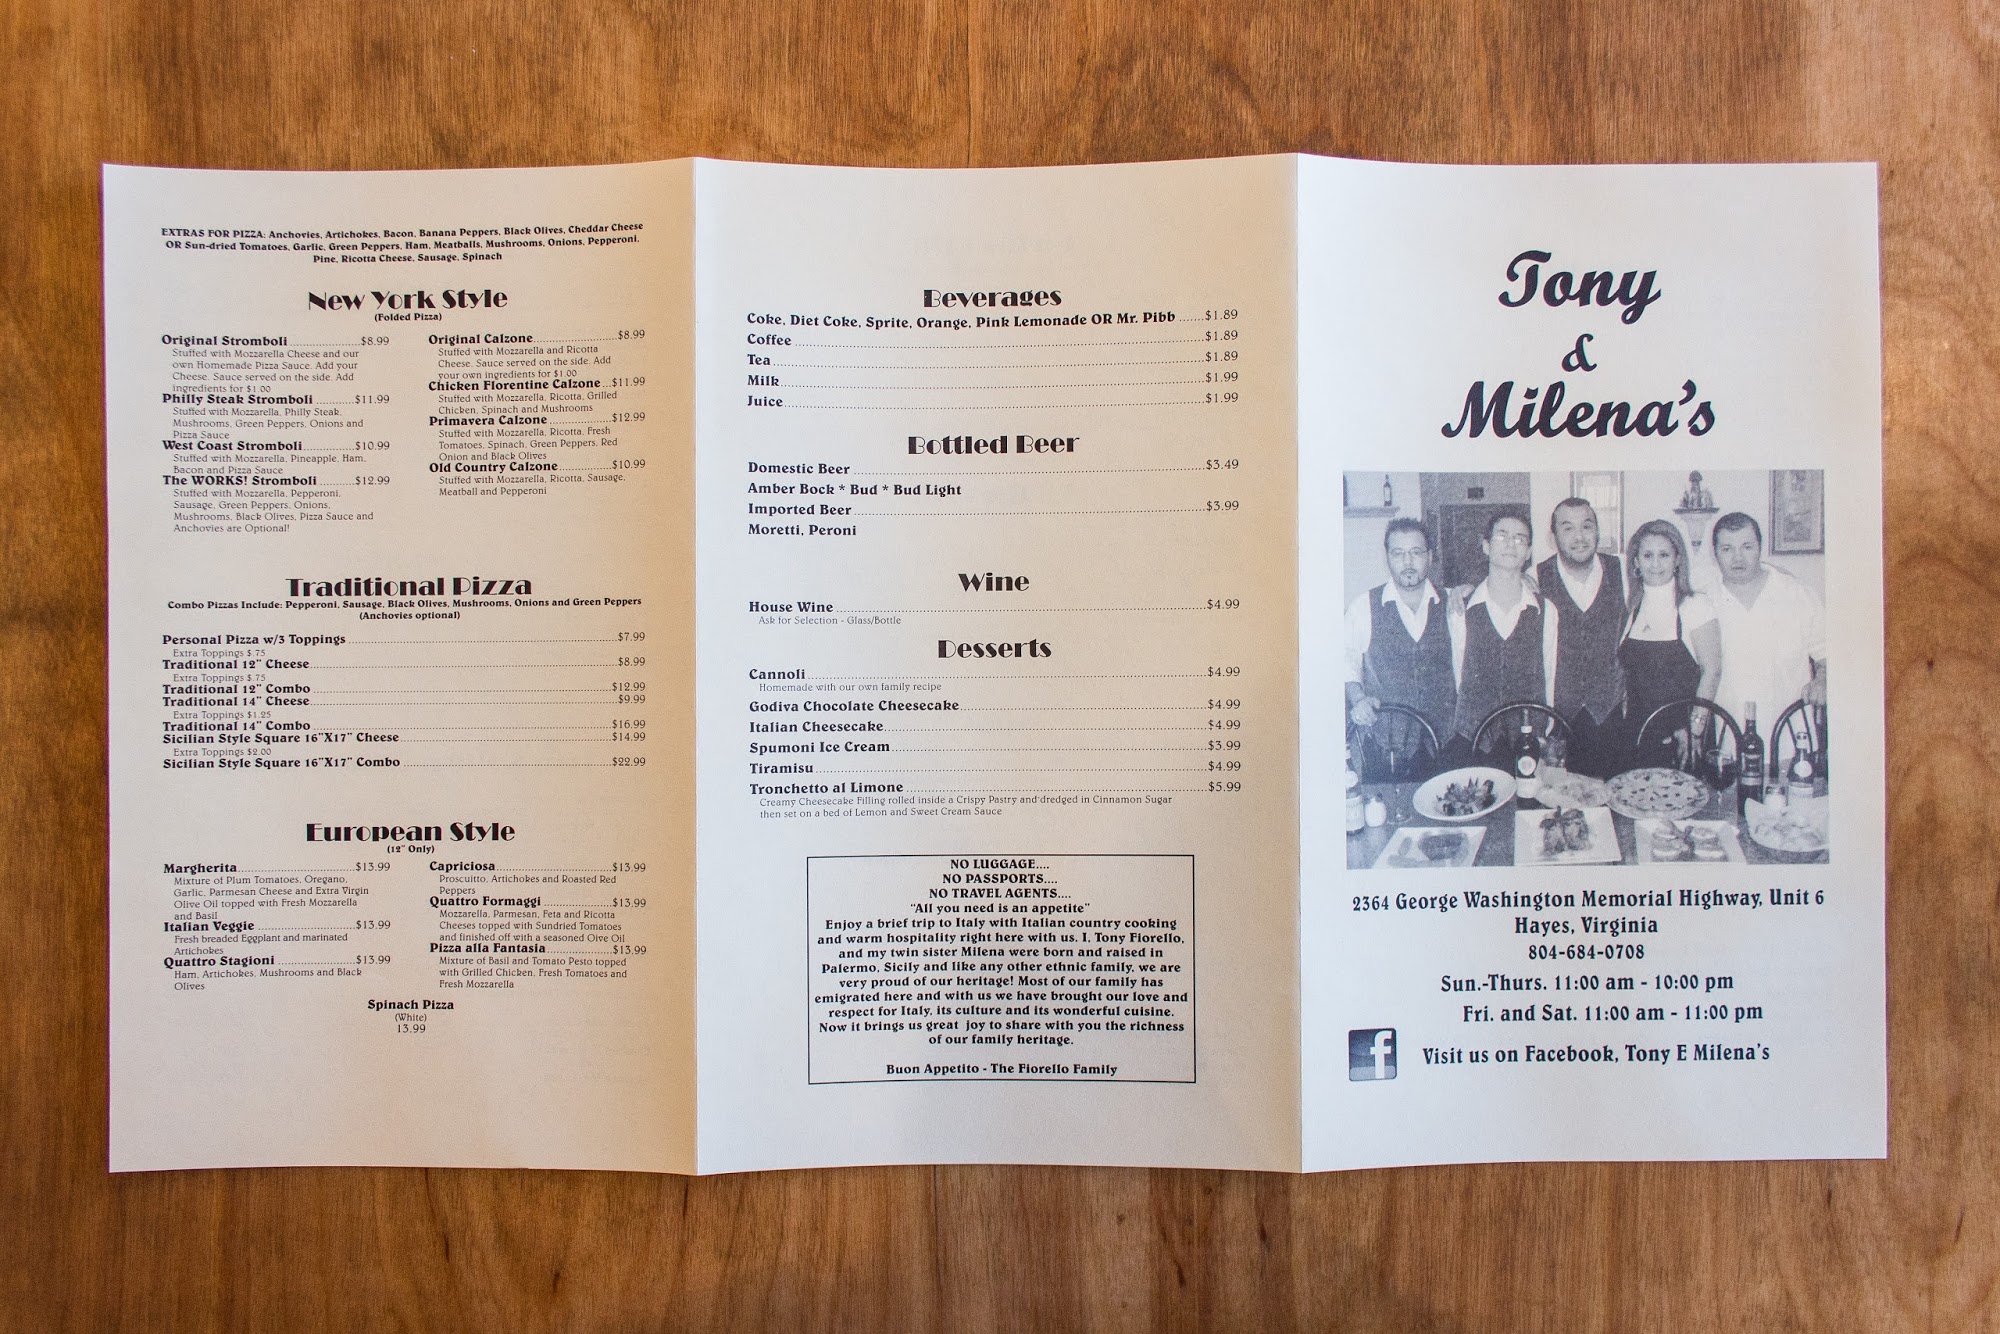 EXTRAS FOR PIZZA: Anchovies, Artichokes, Bacon, Banana Peppers, Black Olives, Cheddar Cheese
OR Sun-dried Tomatoes, Garlic, Green Peppers, Ham, Meatballs, Mushrooms, Onions, Pepperoni,
Pine, Ricotta Cheese, Sausage, Spinach
New York Style
(Folded Pizza)
Original Stromboli $8.99
Stuffed with Mozzarella Cheese and our
own Homemade Pizza Sauce. Add your
Cheese. Sauce served on the side. Add
ingredients for $1.00
Philly Steak Stromboli $11.99
Stuffed with Mozzarella, Philly Steak,
Mushrooms, Green Peppers, Onions and
Pizza Sauce
West Coast Stromboli $10.99
Stuffed with Mozzarella, Pineapple, Ham,
Bacon and Pizza Sauce
The WORKS! Stromboli $12.99
Stuffed with Mozzarella, Pepperoni,
Sausage, Green Peppers, Onions,
Mushrooms, Black Olives, Pizza Sauce and
Anchovies are Optional!
Original Calzone $8.99
Stuffed with Mozzarella and Ricotta
Cheese. Sauce served on the side. Add
your own ingredients for $1.00
Chicken Florentine Calzone $11.99
Stuffed with Mozzarella, Ricotta, Grilled
Chicken, Spinach and Mushrooms
Primavera Calzone $12.99
Stuffed with Mozzarella, Ricotta, Fresh
Tomatoes, Spinach, Green Peppers, Red
Onion and Black Olives
Old Country Calzone $10.99
Stuffed with Mozzarella, Ricotta, Sausage,
Meatball and Pepperoni
Traditional Pizza
Combo Pizzas Include: Pepperoni, Sausage, Black Olives, Mushrooms, Onions and Green Peppers
(Anchovies optional)
Personal Pizza w/3 Toppings $7.99
Extra Toppings $.75
Traditional 12" Cheese $8.99
Extra Toppings $.75
Traditional 12" Combo $12.99
Traditional 14" Cheese $9.99
Extra Toppings $1.25
Traditional 14" Combo $16.99
Sicilian Style Square 16"X17" Cheese $14.99
Extra Toppings $2.00
Sicilian Style Square 16"X17" Combo $22.99
European Style
(12" Only)
Margherita $13.99
Mixture of Plum Tomatoes, Oregano,
Garlic, Parmesan Cheese and Extra Virgin
Olive Oil topped with Fresh Mozzarella
and Basil
Italian Veggie $13.99
Fresh breaded Eggplant and marinated
Artichokes
Quattro Stagioni $13.99
Ham, Artichokes, Mushrooms and Black
Olives
Capriciosa $13.99
Proscuitto, Artichokes and Roasted Red
Peppers
Quattro Formaggi $13.99
Mozzarella, Parmesan, Feta and Ricotta
Cheeses topped with Sundried Tomatoes
and finished off with a seasoned Oive Oil
Pizza alla Fantasia $13.99
Mixture of Basil and Tomato Pesto topped
with Grilled Chicken, Fresh Tomatoes and
Fresh Mozzarella
Spinach Pizza
(White)
13.99
Beverages
Coke, Diet Coke, Sprite, Orange, Pink Lemonade OR Mr. Pibb $1.89
Coffee $1.89
Tea $1.89
Milk $1.99
Juice $1.99
Bottled Beer
Domestic Beer $3.49
Amber Bock * Bud * Bud Light
Imported Beer $3.99
Moretti, Peroni
Wine
House Wine $4.99
Ask for Selection - Glass/Bottle
Desserts
Cannoli $4.99
Homemade with our own family recipe
Godiva Chocolate Cheesecake $4.99
Italian Cheesecake $4.99
Spumoni Ice Cream $3.99
Tiramisu $4.99
Tronchetto al Limone $5.99
Creamy Cheesecake Filling rolled inside a Crispy Pastry and dredged in Cinnamon Sugar
then set on a bed of Lemon and Sweet Cream Sauce
NO LUGGAGE....
NO PASSPORTS....
NO TRAVEL AGENTS....
"All you need is an appetite"
Enjoy a brief trip to Italy with Italian country cooking
and warm hospitality right here with us. I, Tony Fiorello,
and my twin sister Milena were born and raised in
Palermo, Sicily and like any other ethnic family, we are
very proud of our heritage! Most of our family has
emigrated here and with us we have brought our love and
respect for Italy, its culture and its wonderful cuisine.
Now it brings us great joy to share with you the richness
of our family heritage.
Buon Appetito - The Fiorello Family
Tony
&
Milena's
2364 George Washington Memorial Highway, Unit 6
Hayes, Virginia
804-684-0708
Sun.-Thurs. 11:00 am - 10:00 pm
Fri. and Sat. 11:00 am - 11:00 pm
f Visit us on Facebook, Tony E Milena's